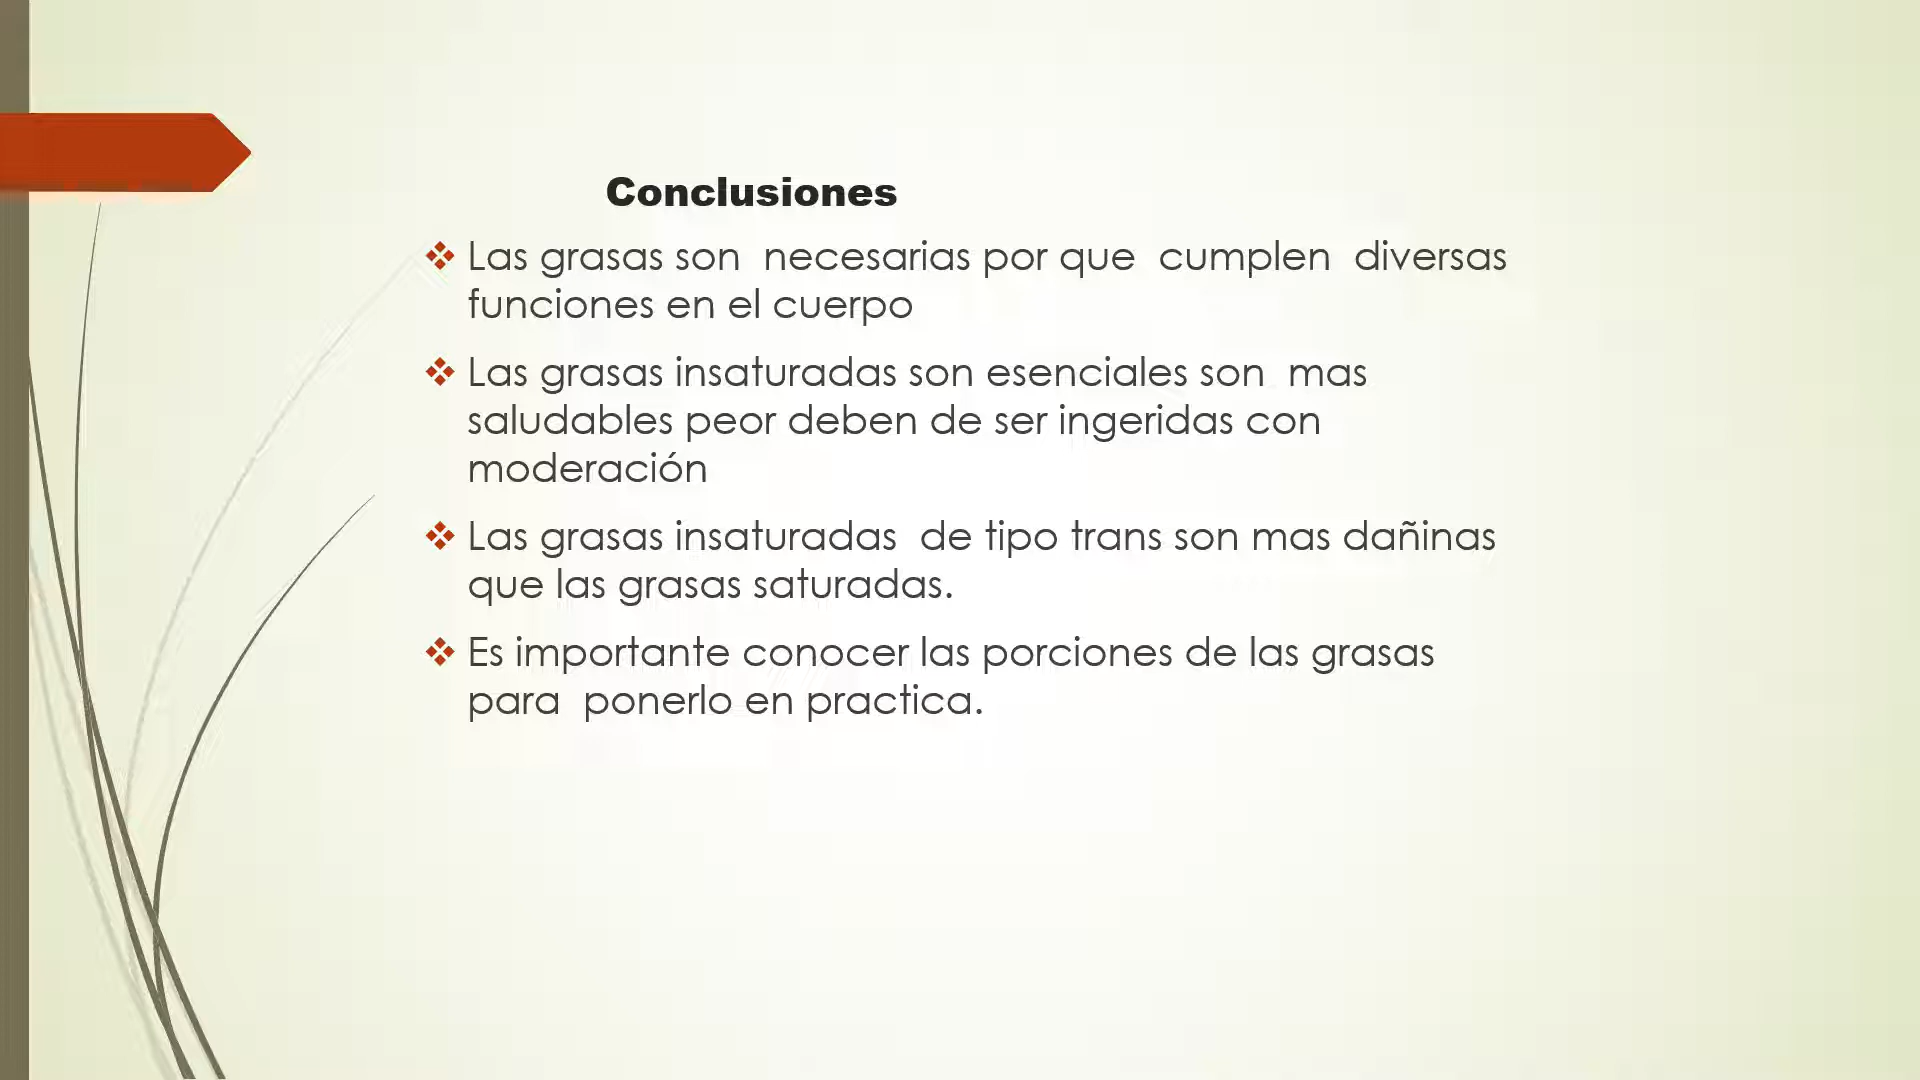 Conclusiones
Las grasas son  necesarias por que  cumplen  diversas
funciones en el cuerpo
Las grasas insaturadas son esenciales son  mas
saludables peor deben de ser ingeridas con
moderación
Las grasas insaturadas  de tipo trans son mas dañinas
que las grasas saturadas.
Es importante conocer las porciones de las grasas
para  ponerlo en practica.